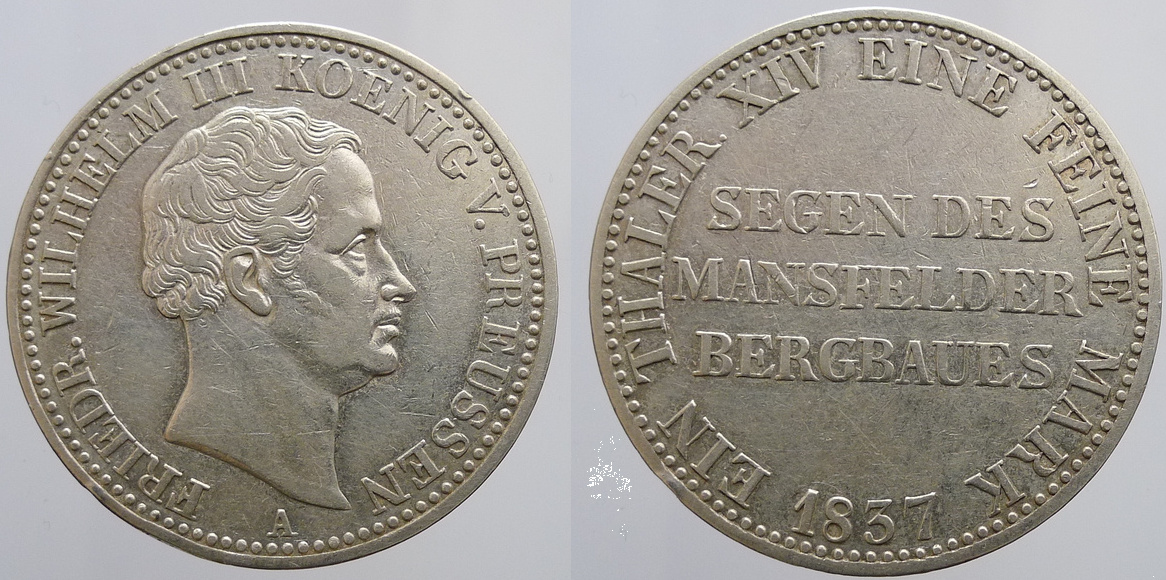 FRIEDR. WILHELM III KOENIG V. PREUSSEN
A
EIN THALER. XIV EINE FEINE MARK
SEGEN DES
MANSFELDER
BERGBAUES
1837